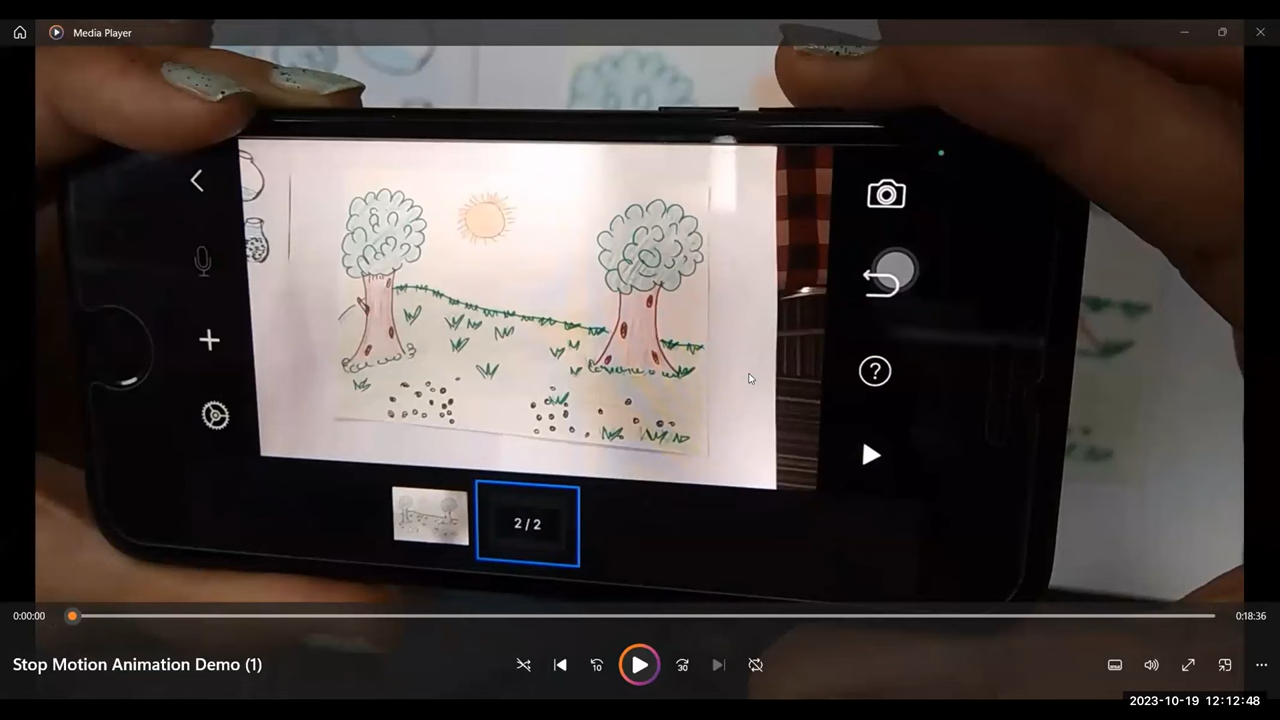 Media Player
2 / 2
0:00:00
0:18:36
Stop Motion Animation Demo (1)
10
30
2023-10-19 12:12:48